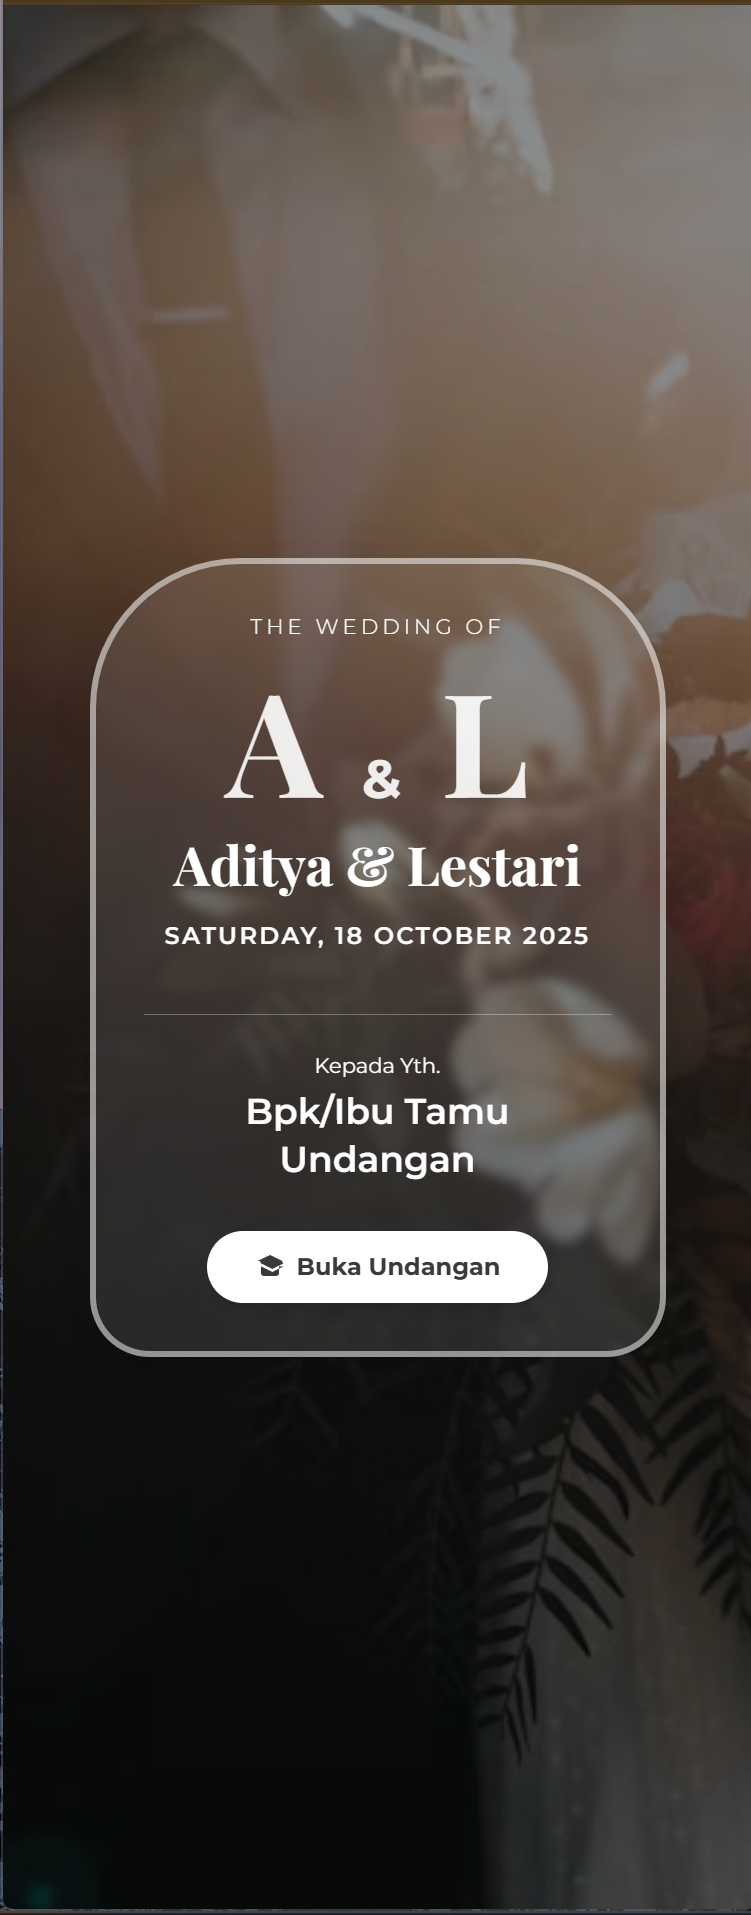 THE WEDDING OF
A & L
Aditya & Lestari
SATURDAY, 18 OCTOBER 2025
Kepada Yth.
Bpk/Ibu Tamu
Undangan
Buka Undangan